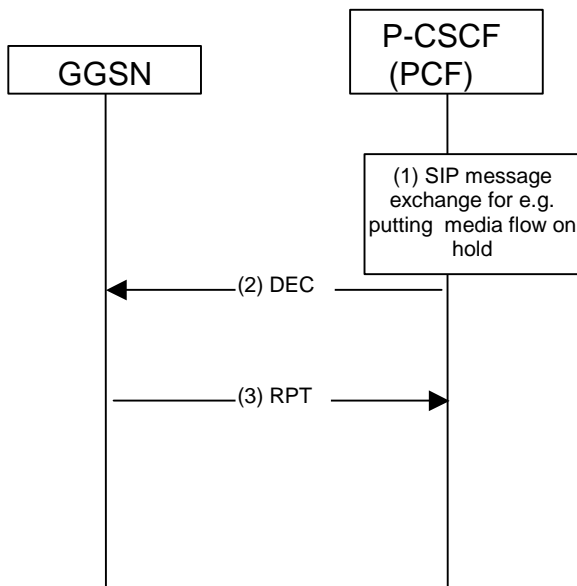 GGSN
P-CSCF
(PCF)
(1) SIP message
exchange for e.g.
putting media flow on
hold
(2) DEC
(3) RPT